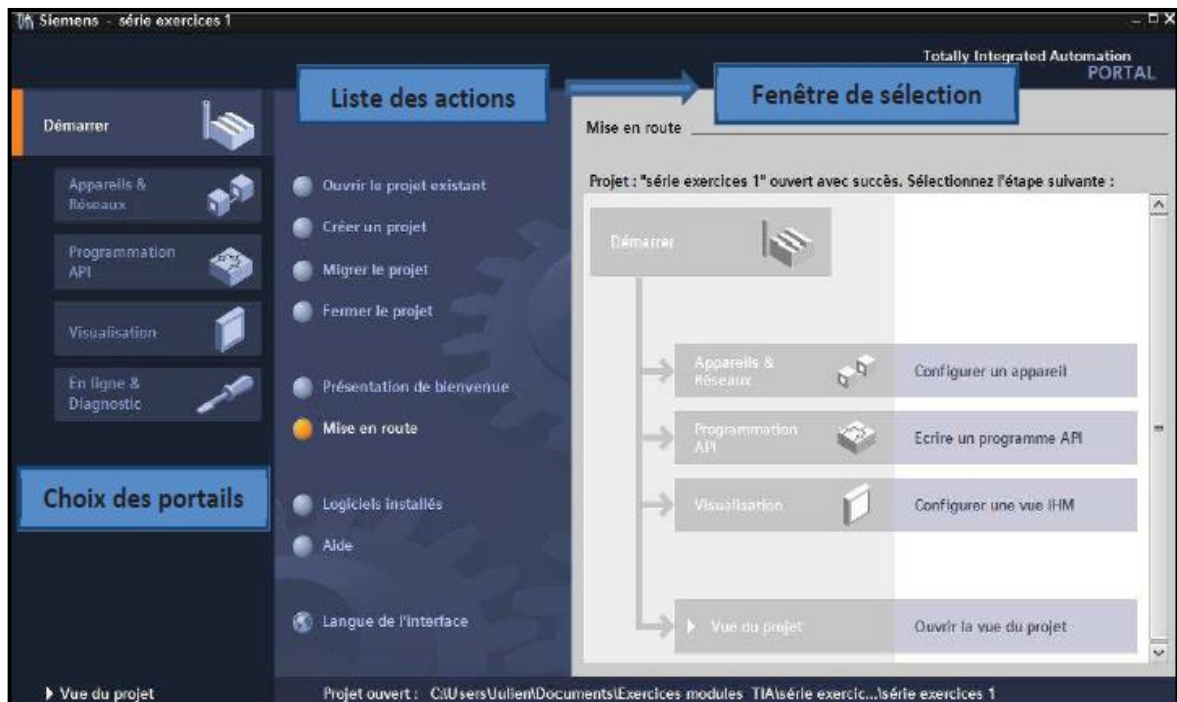 Siemens - série exercices 1
Totally Integrated Automation
PORTAL
Liste des actions
Fenêtre de sélection
Démarrer
Appareils &
Réseaux
Programmation
API
Visualisation
En ligne &
Diagnostic
Choix des portails
Vue du projet
Ouvrir le projet existant
Créer un projet
Migrer le projet
Fermer le projet
Présentation de bienvenue
Mise en route
Logiciels installés
Aide
Langue de l'interface
Mise en route
Projet : "série exercices 1" ouvert avec succès. Sélectionnez l'étape suivante :
Démarrer
Appareils &
Réseaux
Configurer un appareil
Programmation
API
Ecrire un programme API
Visualisation
Configurer une vue IHM
Vue du projet
Ouvrir la vue du projet
Projet ouvert : C:\Users\Julien\Documents\Exercices modules TIA\série exercic...\série exercices 1